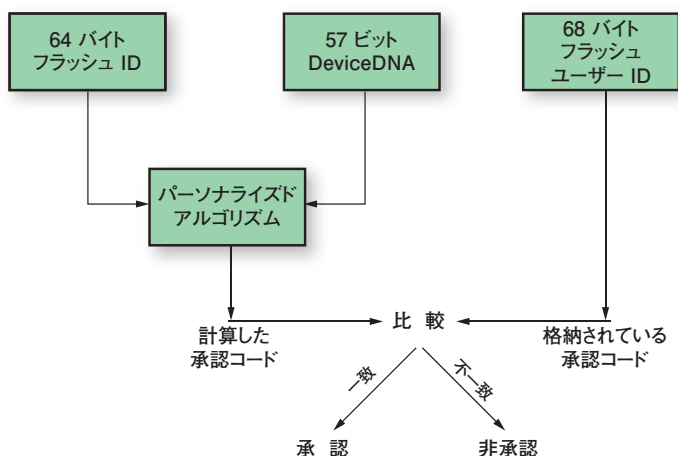 64 バイト
フラッシュ ID
57 ビット
DeviceDNA
68 バイト
フラッシュ
ユーザー ID
パーソナライズド
アルゴリズム
計算した
承認コード
比 較
格納されている
承認コード
一致
不一致
承 認
非承認